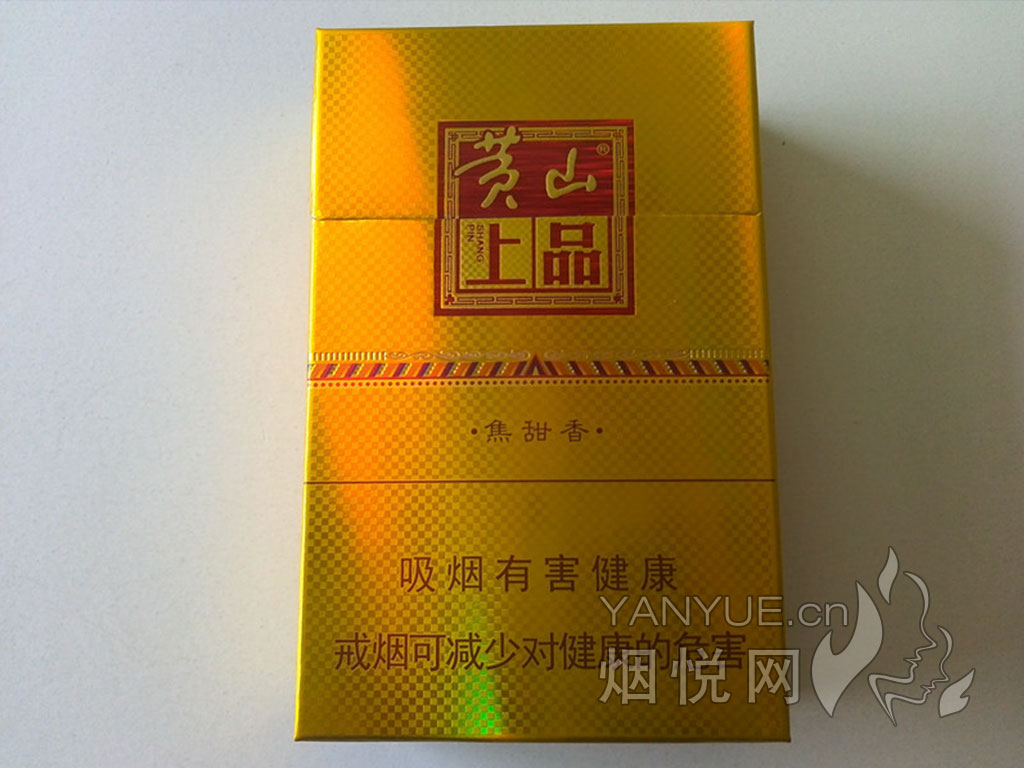 黄山®
上品
SHANG
PIN
·焦甜香·
吸烟有害健康
戒烟可减少对健康的危害
YANYUE.cn
烟悦网